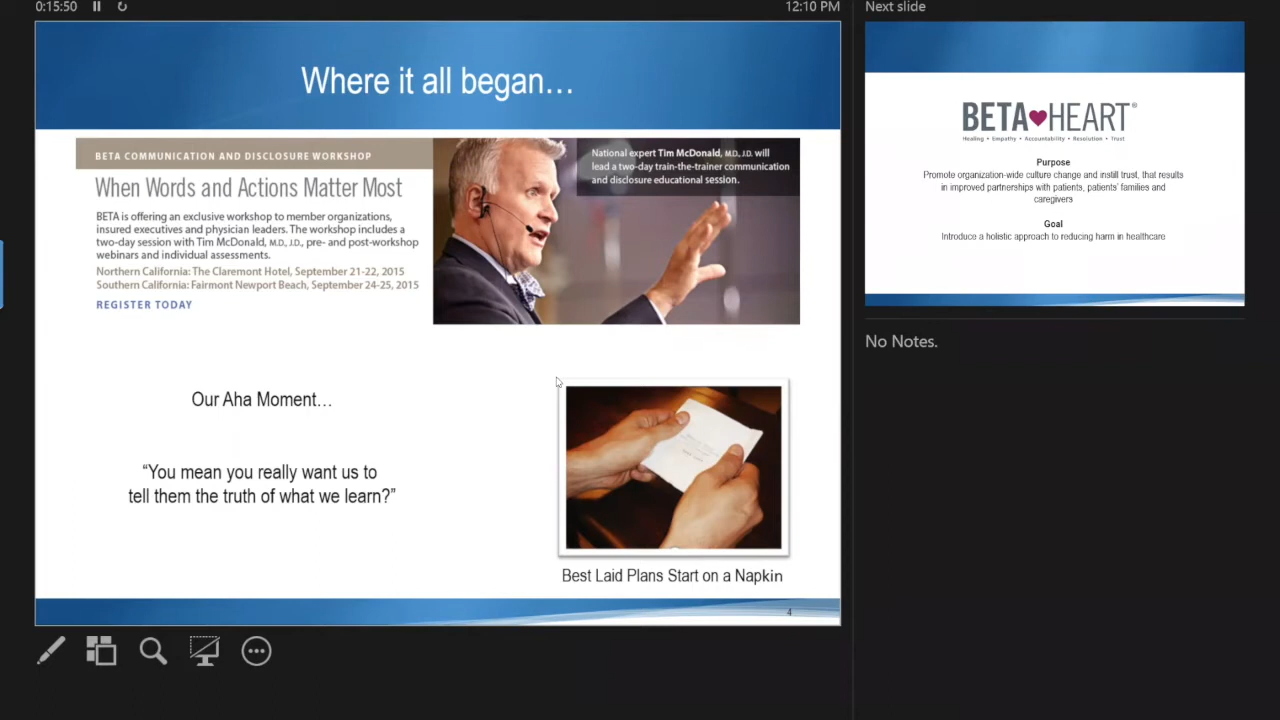 0:15:50
12:10 PM
Next slide
Where it all began...
BETA COMMUNICATION AND DISCLOSURE WORKSHOP
When Words and Actions Matter Most
BETA is offering an exclusive workshop to member organizations,
insured executives and physician leaders. The workshop includes a
two-day session with Tim McDonald, M.D., J.D., pre- and post-workshop
webinars and individual assessments.
Northern California: The Claremont Hotel, September 21-22, 2015
Southern California: Fairmont Newport Beach, September 24-25, 2015
REGISTER TODAY
National expert Tim McDonald, M.D., J.D. will
lead a two-day train-the-trainer communication
and disclosure educational session.
Our Aha Moment...
“You mean you really want us to
tell them the truth of what we learn?”
Best Laid Plans Start on a Napkin
4
BETA HEART®
Healing • Empathy • Accountability • Resolution • Trust
Purpose
Promote organization-wide culture change and instill trust, that results
in improved partnerships with patients, patients' families and
caregivers
Goal
Introduce a holistic approach to reducing harm in healthcare
No Notes.